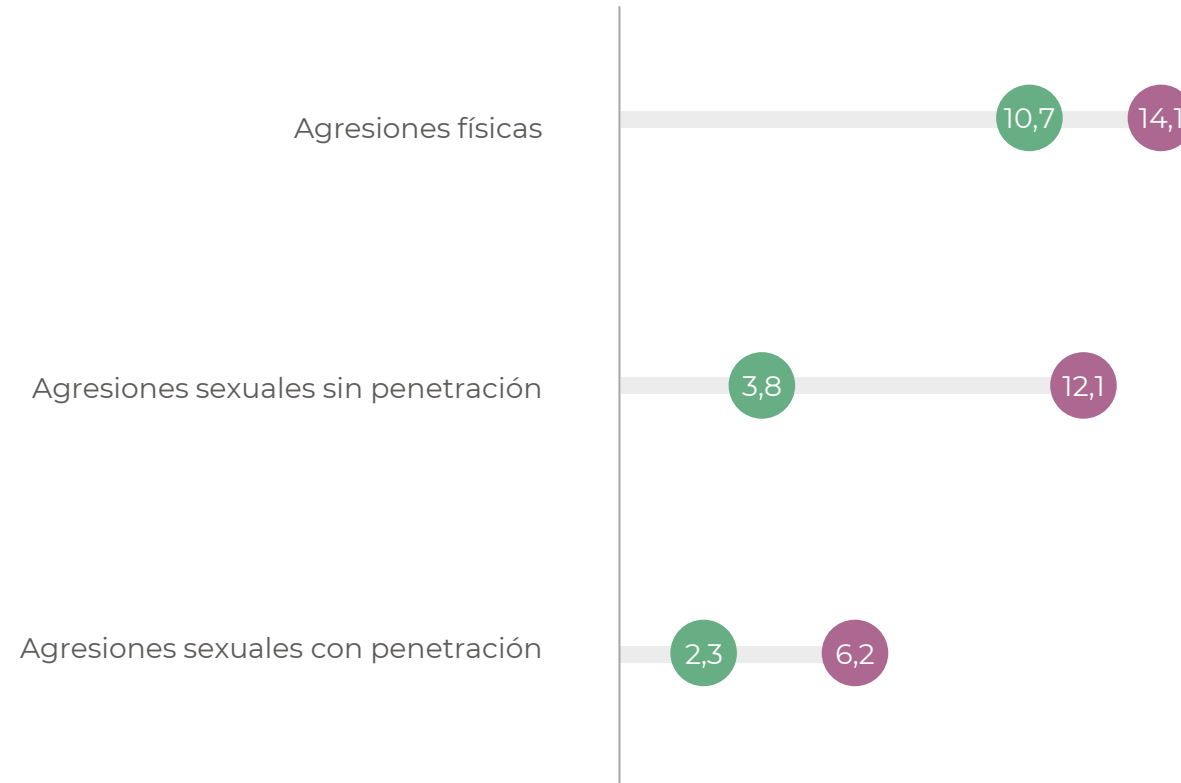 Agresiones físicas
10,7
14,1
Agresiones sexuales sin penetración
3,8
12,1
Agresiones sexuales con penetración
2,3
6,2